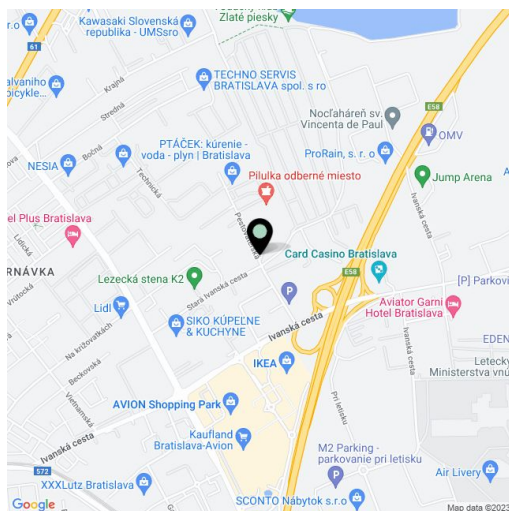 Kawasaki Slovenská
republika - UMSsro
Zlaté piesky
61
Krajná
TECHNO SERVIS
BRATISLAVA spol. s ro
Stredná
E58
Nocľaháreň sv.
Vincenta de Paul
OMV
Bočná
PTÁČEK: kúrenie -
voda - plyn | Bratislava
ProRain, s. r. o
NESIA
Technická
Pilulka odberné miesto
Jump Arena
Ivanská cesta
Pestovateľská
el Plus Bratislava
Lidická
Card Casino Bratislava
RNÁVKA
Lezecká stena K2
Stará Ivanská cesta
E58
[P] Parkovi
Vrútocká
Lidl
Aviator Garni
Hotel Bratislava
SIKO KÚPEĽNE
& KUCHYNE
Ivanská cesta
Na križovatkách
EDEN
IKEA
Letecký
Ministerstva vnú
Beckovská
Vietnamská
AVION Shopping Park
Pri letisku
Ivanská cesta
Kaufland
Bratislava-Avion
M2 Parking -
parkovanie pri letisku
572
XXXLutz Bratislava
Air Livery
SCONTO Nábytok s.r.o
Google
Map data ©2023